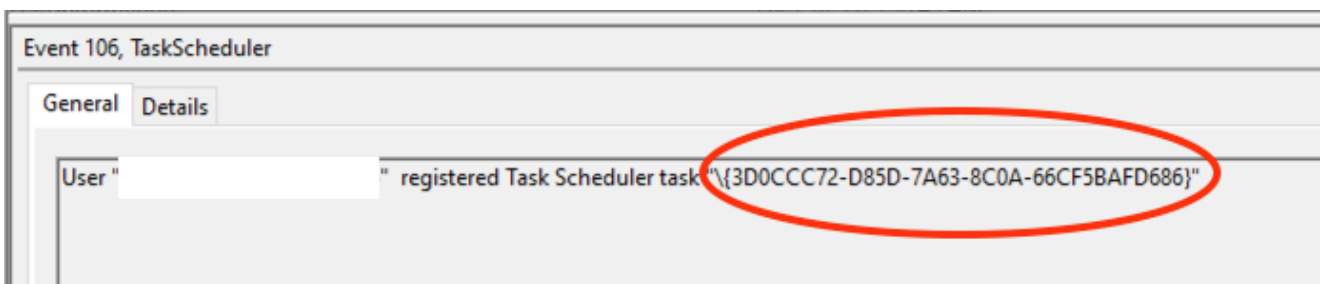 Event 106, TaskScheduler
General Details
User " " registered Task Scheduler task "\{3D0CCC72-D85D-7A63-8C0A-66CF5BAFD686}"